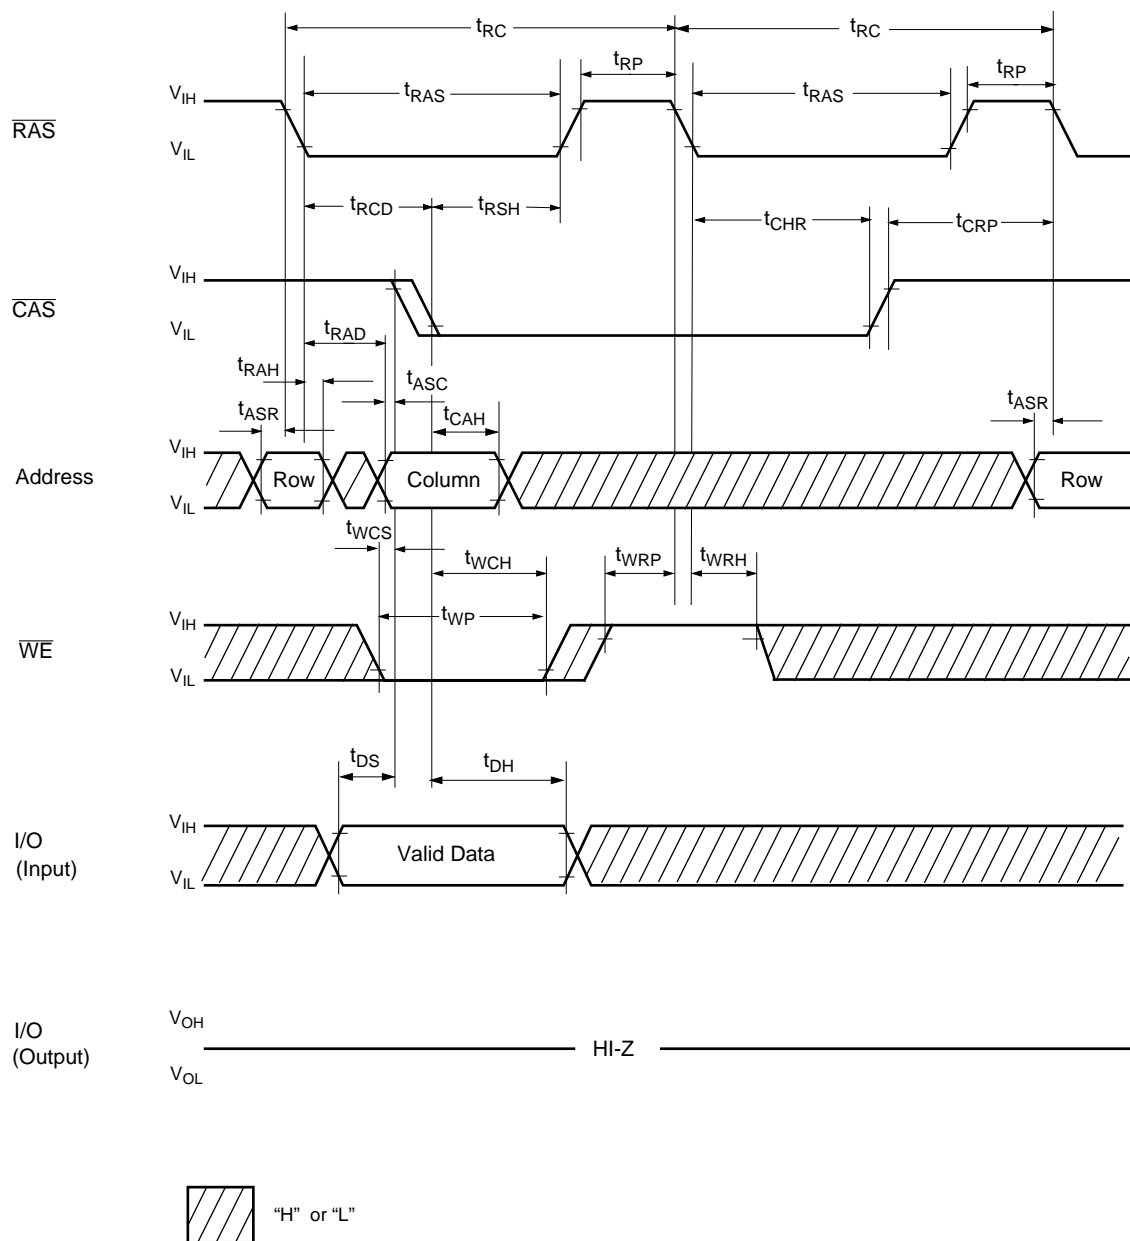 tRC tRC
tRP tRP
tRAS tRAS
VIH
RAS
VIL
tRCD tRSH tCHR tCRP
VIH
CAS
VIL
tRAD
tRAH tASC
tASR tCAH tASR
VIH
Address Row Column Row
VIL
tWCS
tWCH tWRP tWRH
tWP
VIH
WE
VIL
tDS tDH
VIH
I/O
(Input) Valid Data
VIL
VOH
I/O
(Output) HI-Z
VOL
“H” or “L”